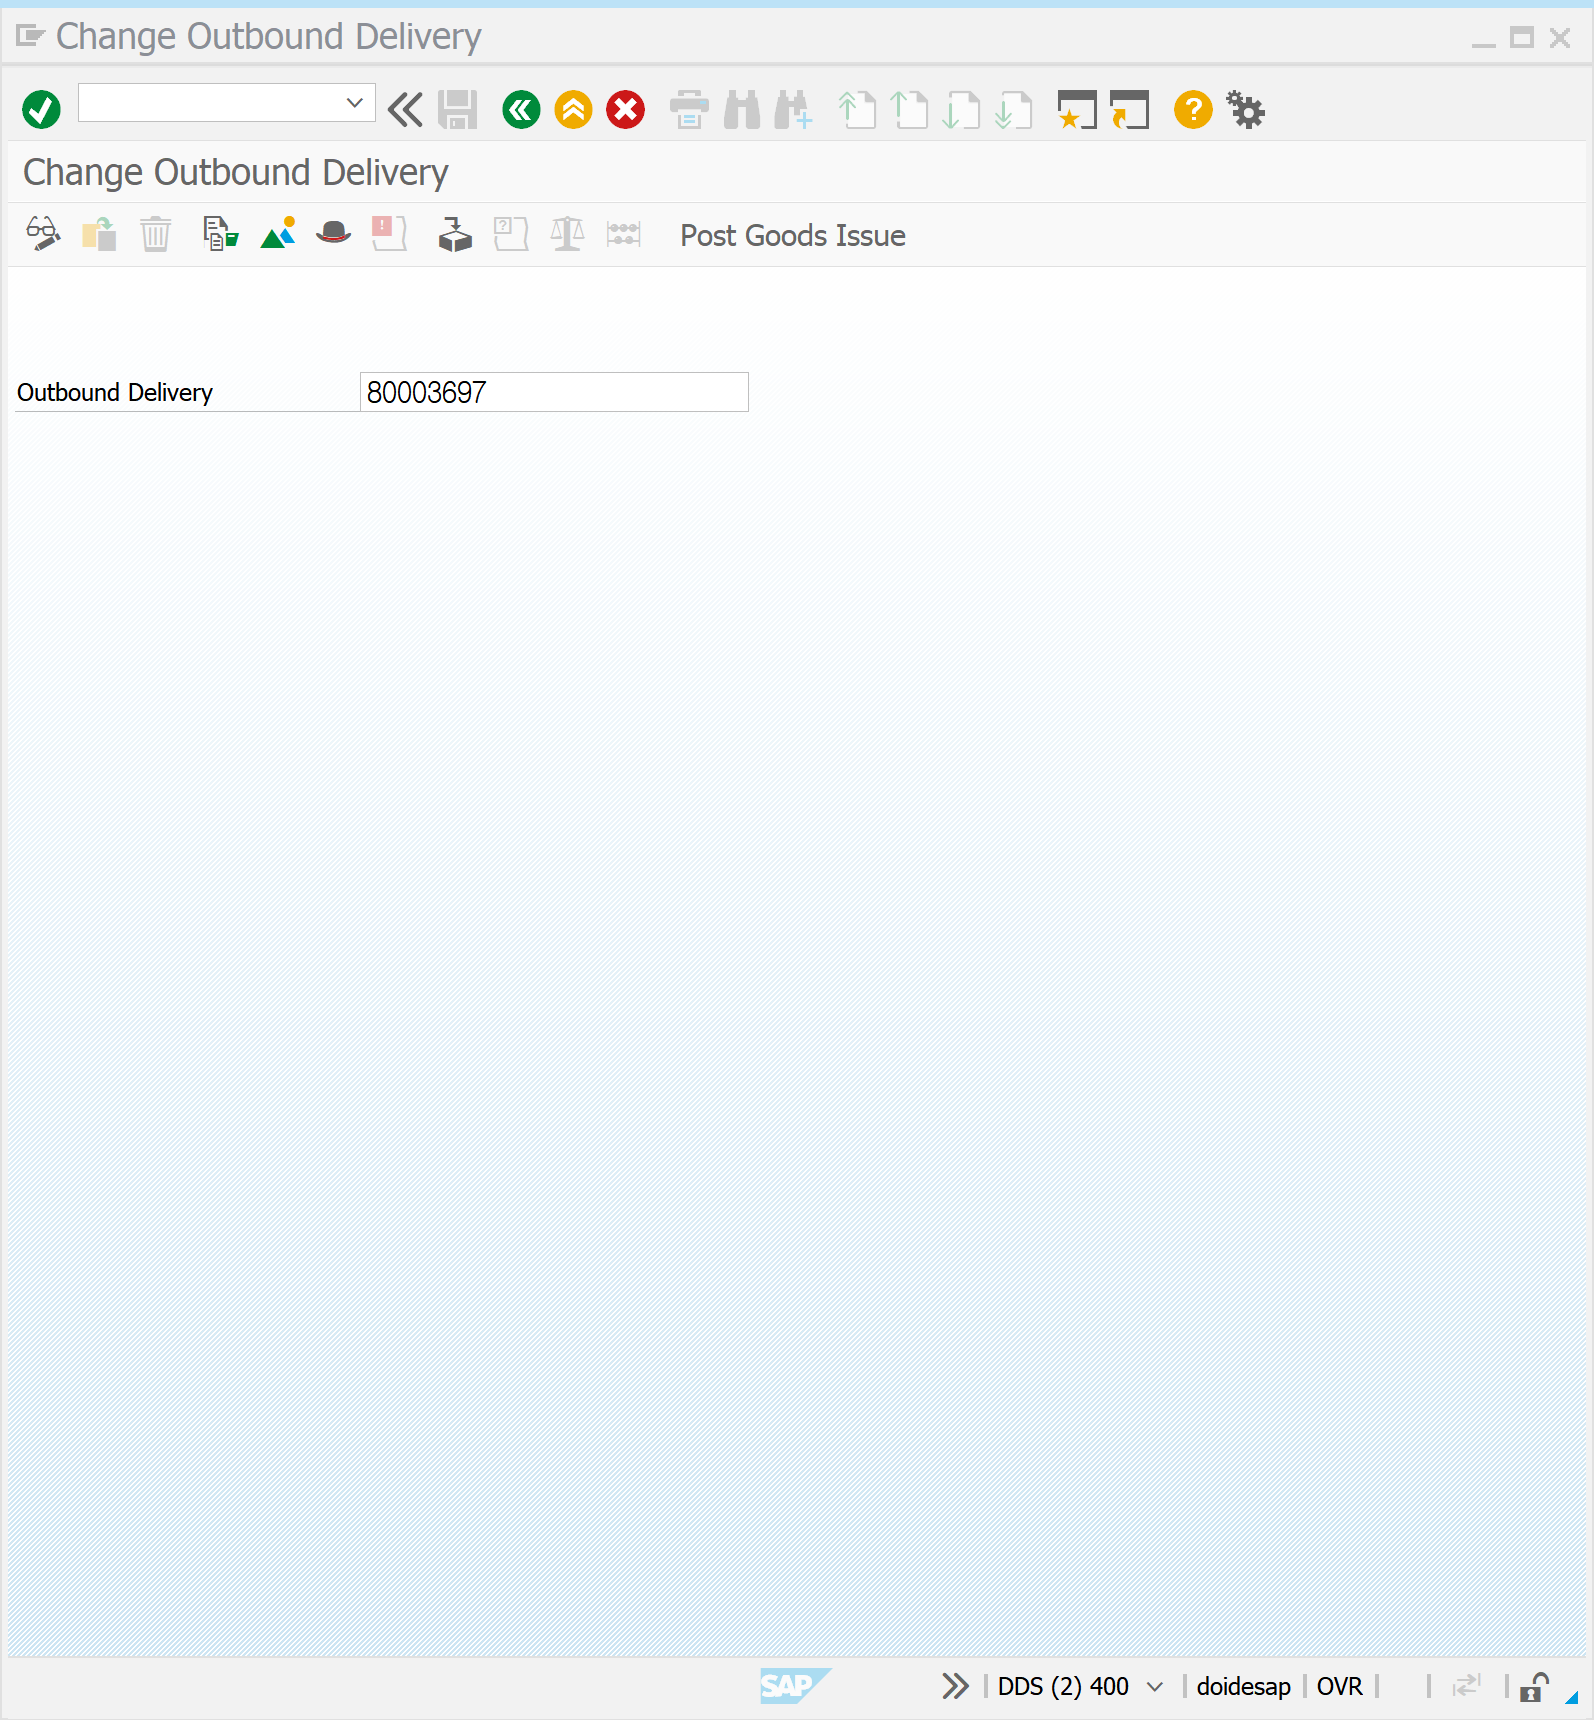 Change Outbound Delivery
Change Outbound Delivery
Post Goods Issue
Outbound Delivery 80003697
SAP DDS (2) 400 doidesap OVR